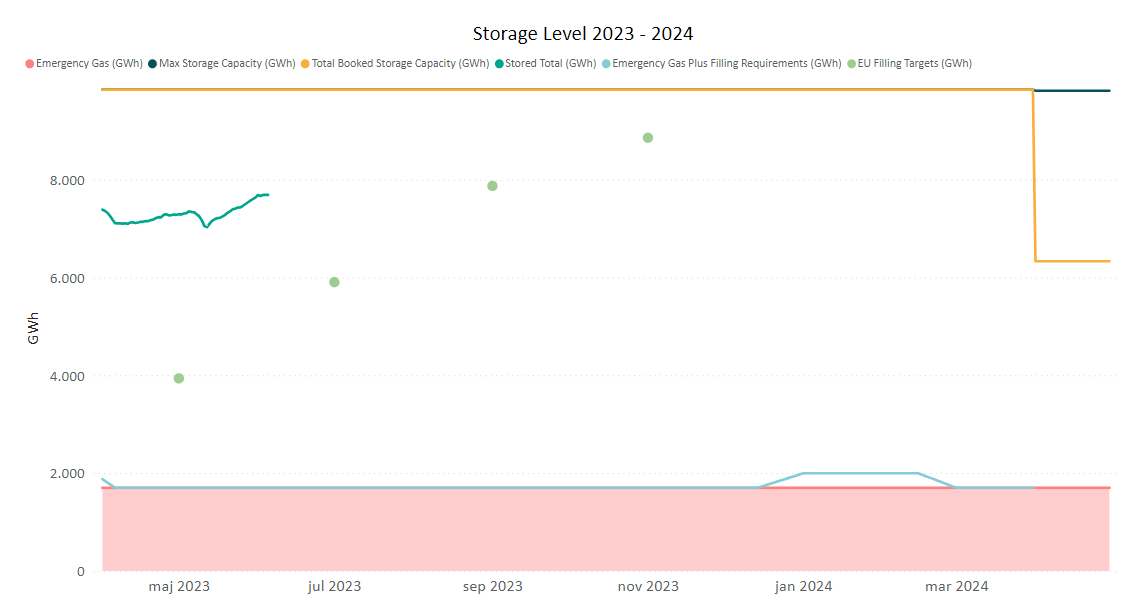 Storage Level 2023 - 2024
Emergency Gas (GWh) Max Storage Capacity (GWh) Total Booked Storage Capacity (GWh) Stored Total (GWh) Emergency Gas Plus Filling Requirements (GWh) EU Filling Targets (GWh)
8.000
6.000
GWh
4.000
2.000
0
maj 2023 jul 2023 sep 2023 nov 2023 jan 2024 mar 2024